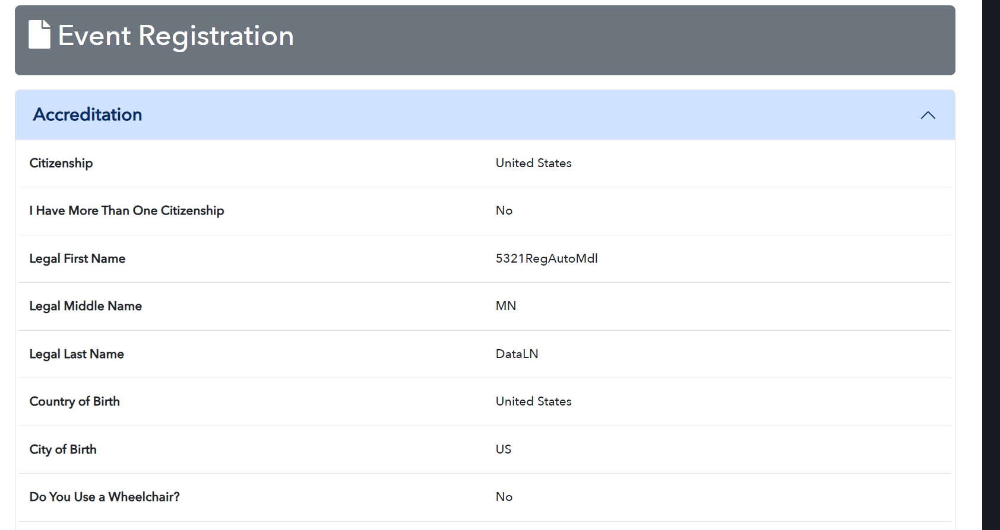 Event Registration
Accreditation
Citizenship United States
I Have More Than One Citizenship No
Legal First Name 5321RegAutoMdl
Legal Middle Name MN
Legal Last Name DataLN
Country of Birth United States
City of Birth US
Do You Use a Wheelchair? No